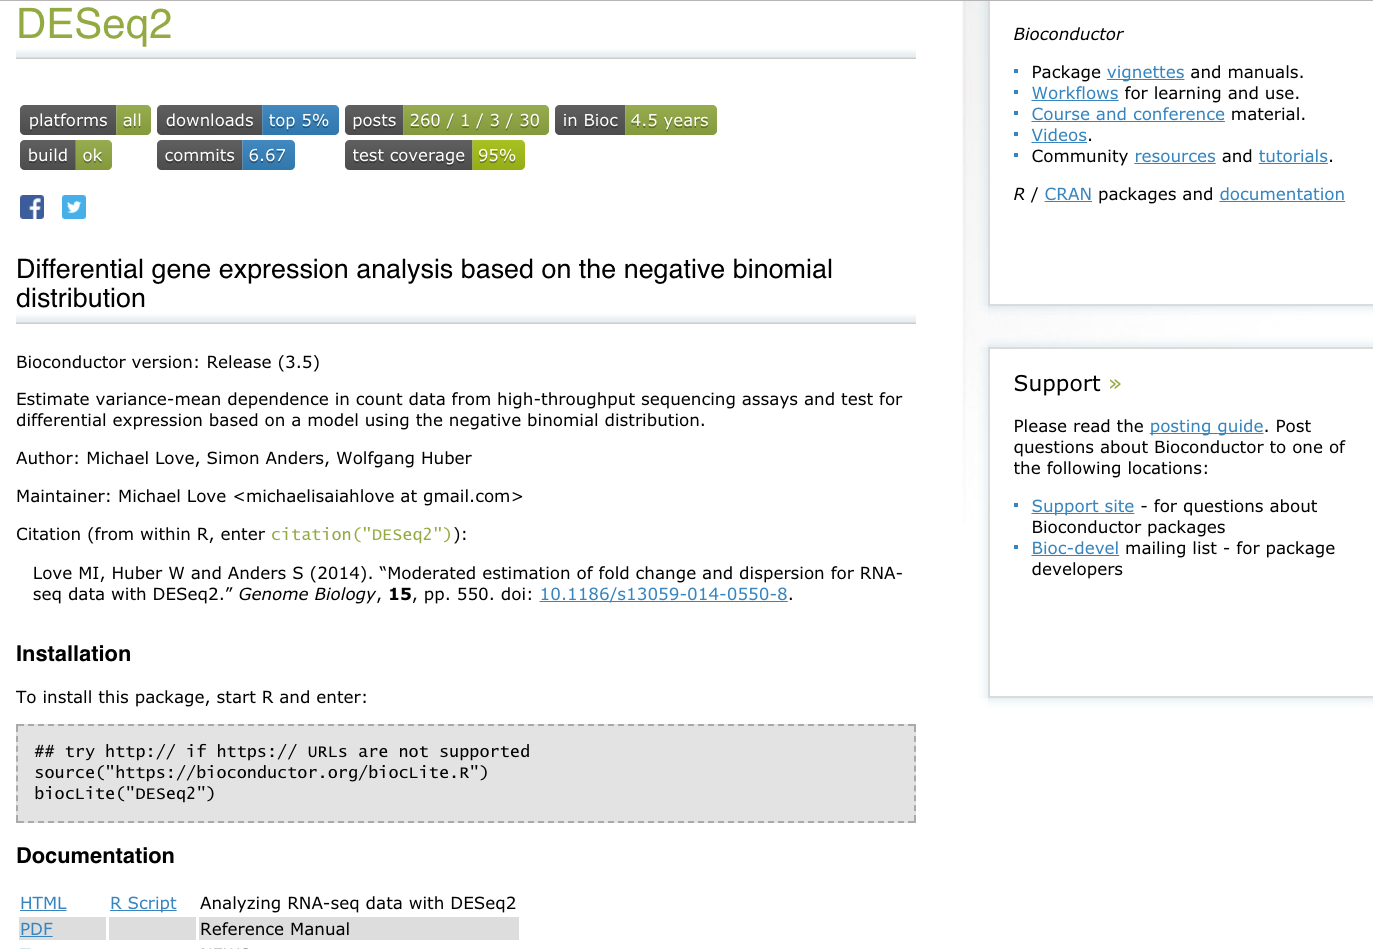 DESeq2
platforms all downloads top 5% posts 260 / 1 / 3 / 30 in Bioc 4.5 years
build ok commits 6.67 test coverage 95%
Differential gene expression analysis based on the negative binomial
distribution
Bioconductor version: Release (3.5)
Estimate variance-mean dependence in count data from high-throughput sequencing assays and test for
differential expression based on a model using the negative binomial distribution.
Author: Michael Love, Simon Anders, Wolfgang Huber
Maintainer: Michael Love <michaelisaiahlove at gmail.com>
Citation (from within R, enter citation("DESeq2")):
Love MI, Huber W and Anders S (2014). “Moderated estimation of fold change and dispersion for RNA-
seq data with DESeq2.” Genome Biology, 15, pp. 550. doi: 10.1186/s13059-014-0550-8.
Installation
To install this package, start R and enter:
## try http:// if https:// URLs are not supported
source("https://bioconductor.org/biocLite.R")
biocLite("DESeq2")
Documentation
HTML R Script Analyzing RNA-seq data with DESeq2
PDF Reference Manual
Bioconductor
Package vignettes and manuals.
Workflows for learning and use.
Course and conference material.
Videos.
Community resources and tutorials.
R / CRAN packages and documentation
Support »
Please read the posting guide. Post
questions about Bioconductor to one of
the following locations:
Support site - for questions about
Bioconductor packages
Bioc-devel mailing list - for package
developers